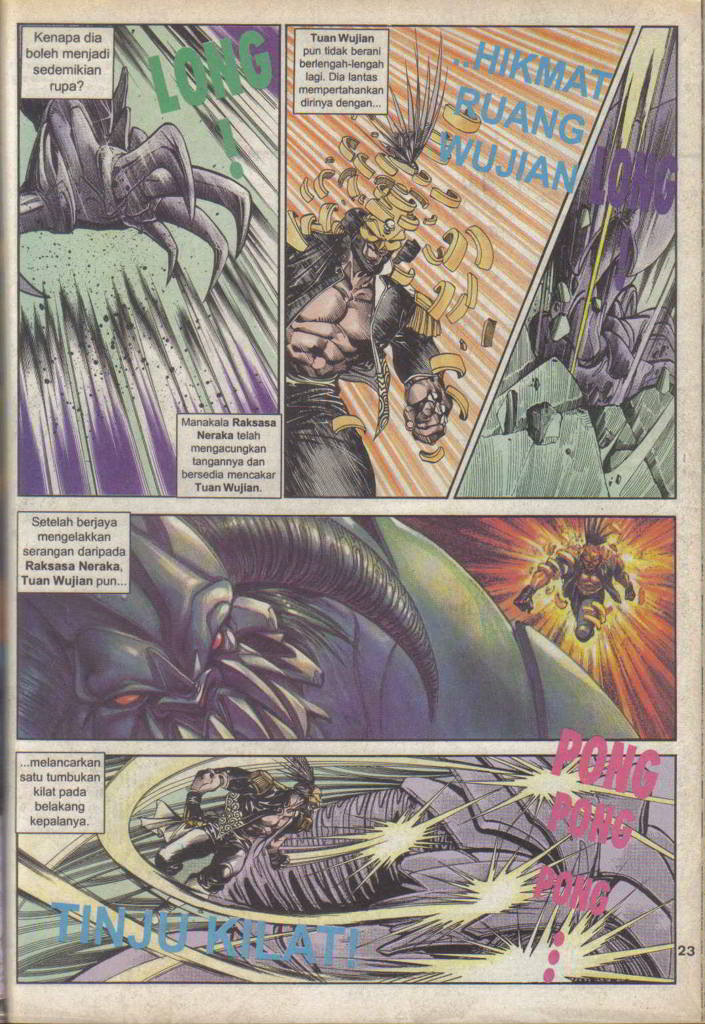 Kenapa dia
boleh menjadi
sedemikian
rupa?
LONG
!
Manakala Raksasa
Neraka telah
mengacungkan
tangannya dan
bersedia mencakar
Tuan Wujian.
Tuan Wujian
pun tidak berani
berlengah-lengah
lagi. Dia lantas
mempertahankan
dirinya dengan...
...HIKMAT
RUANG
WUJIAN
LONG
!
Setelah berjaya
mengelakkan
serangan daripada
Raksasa Neraka,
Tuan Wujian pun...
...melancarkan
satu tumbukan
kilat pada
belakang
kepalanya.
PONG
PONG
PONG
TINJU KILAT!
23